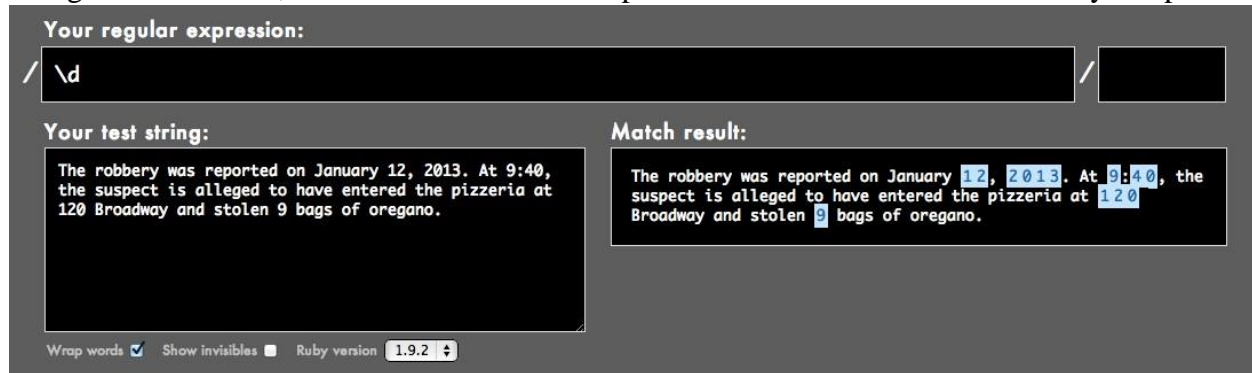 Your regular expression:
/ \d /
Your test string:
The robbery was reported on January 12, 2013. At 9:40,
the suspect is alleged to have entered the pizzeria at
120 Broadway and stolen 9 bags of oregano.
Wrap words Show invisibles Ruby version 1.9.2
Match result:
The robbery was reported on January 12, 2013. At 9:40, the
suspect is alleged to have entered the pizzeria at 120
Broadway and stolen 9 bags of oregano.